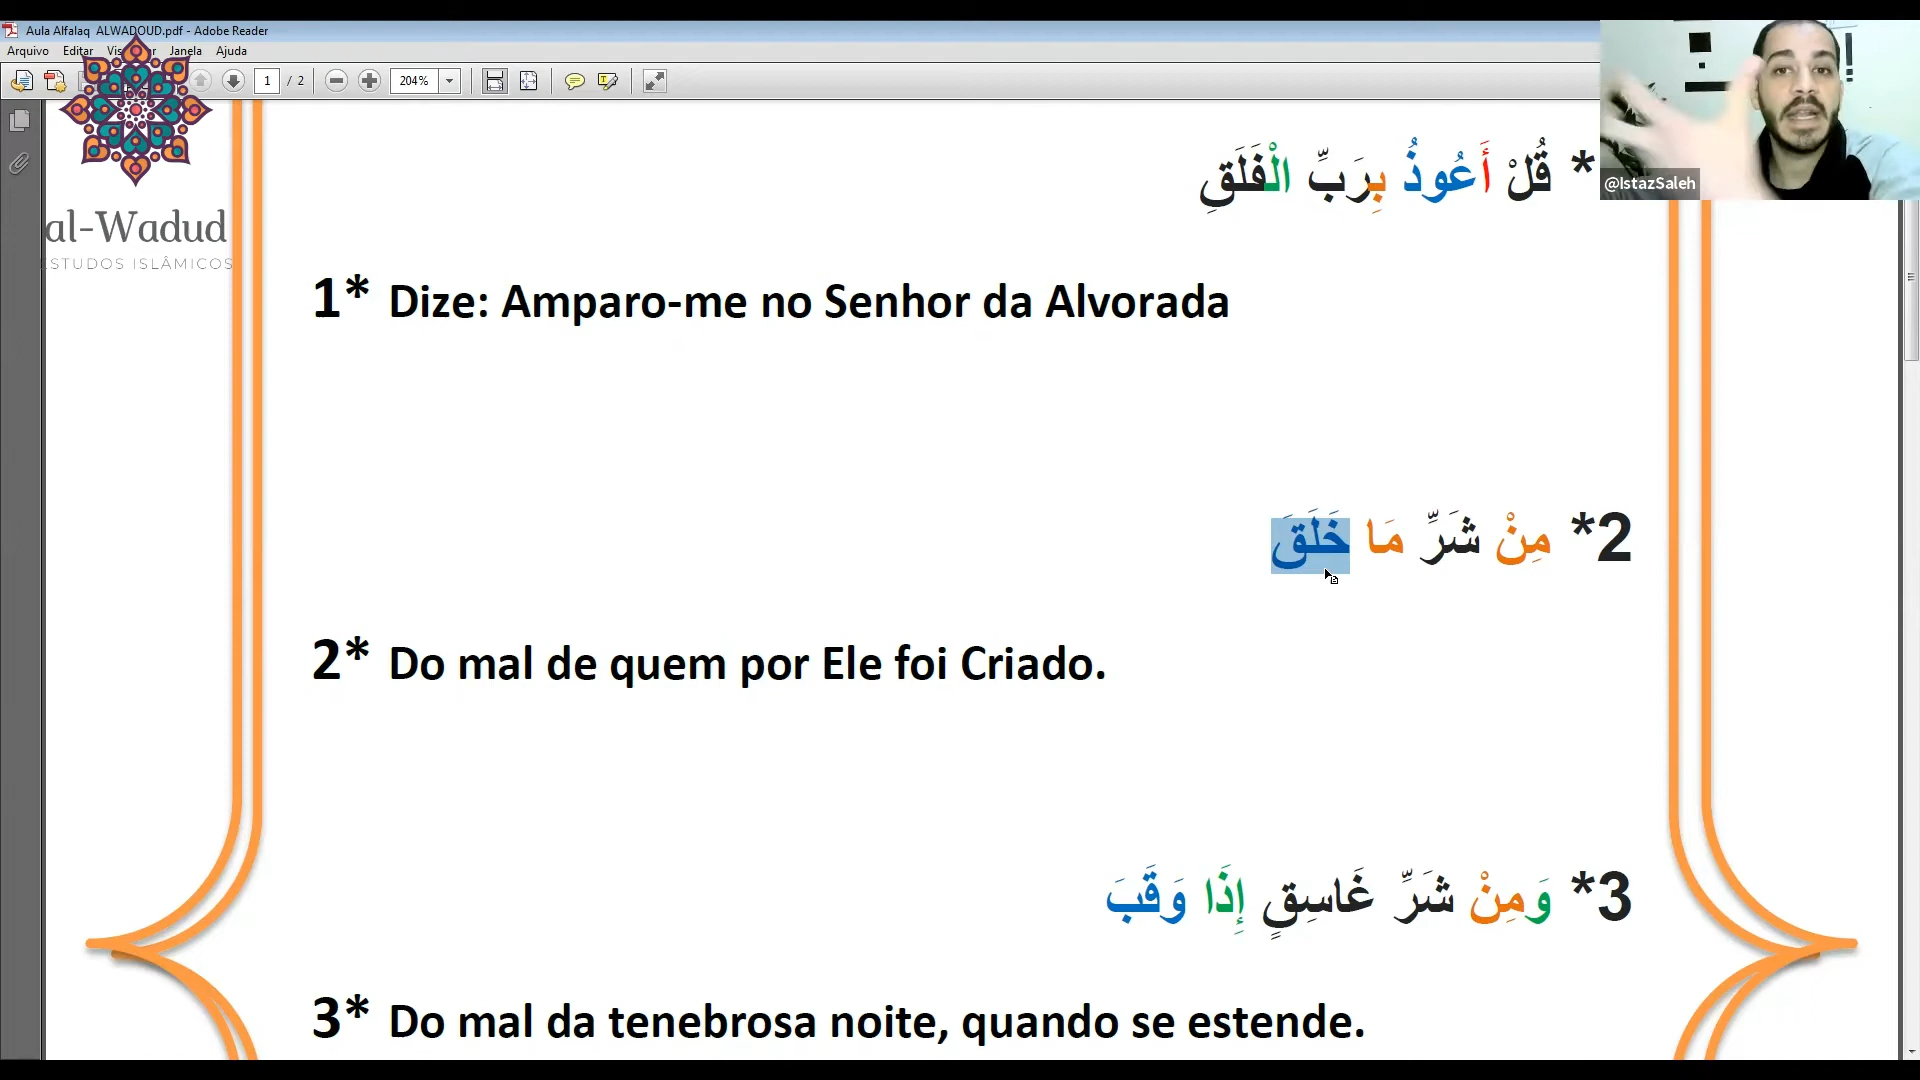 Aula Alfalaq ALWADOUD.pdf - Adobe Reader
Arquivo Editar Janela Ajuda
1 / 2 204%
@IstazSaleh
al-Wadud
ESTUDOS ISLÂMICOS
* قُلْ أَعُوذُ بِرَبِّ الْفَلَقِ
1* Dize: Amparo-me no Senhor da Alvorada
2* مِنْ شَرِّ مَا خَلَقَ
2* Do mal de quem por Ele foi Criado.
3* وَمِنْ شَرِّ غَاسِقٍ إِذَا وَقَبَ
3* Do mal da tenebrosa noite, quando se estende.